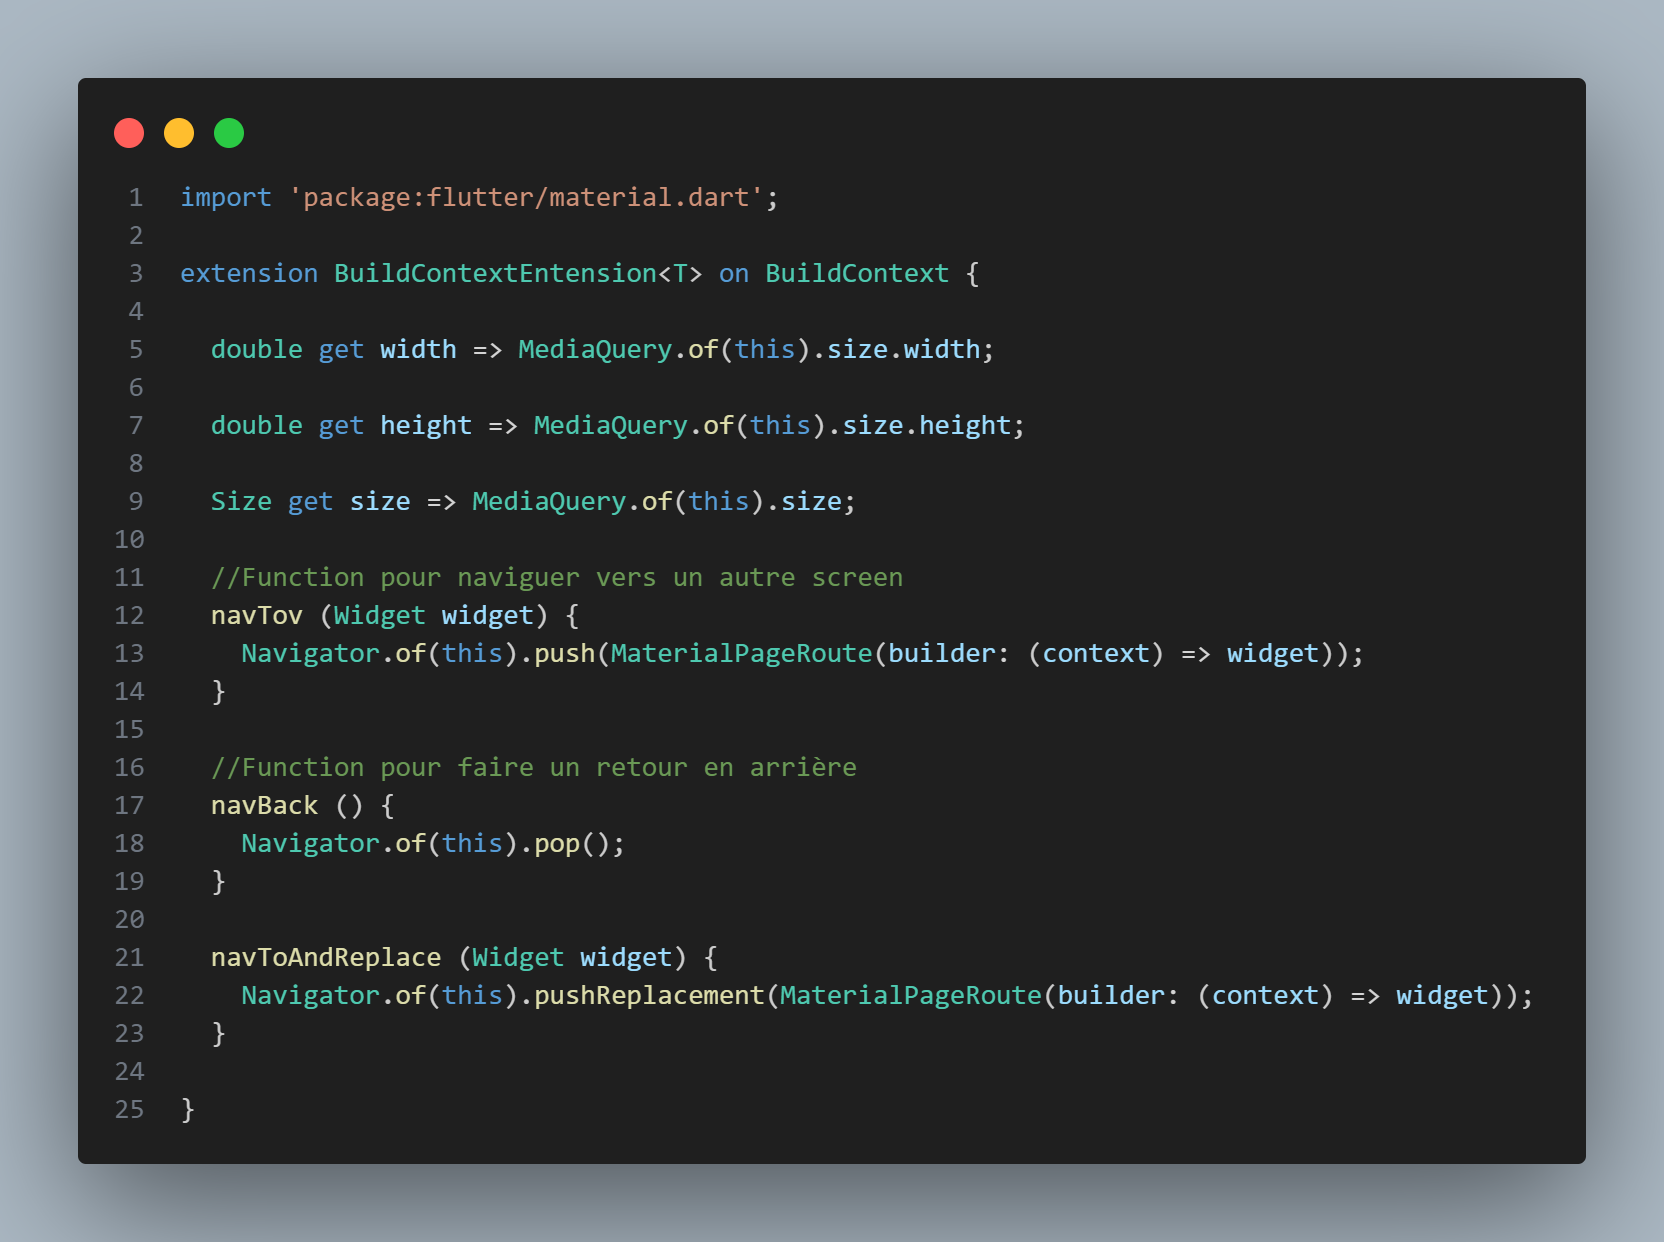 1 import 'package:flutter/material.dart';
2
3 extension BuildContextEntension<T> on BuildContext {
4
5   double get width => MediaQuery.of(this).size.width;
6
7   double get height => MediaQuery.of(this).size.height;
8
9   Size get size => MediaQuery.of(this).size;
10
11   //Function pour naviguer vers un autre screen
12   navTov (Widget widget) {
13     Navigator.of(this).push(MaterialPageRoute(builder: (context) => widget));
14   }
15
16   //Function pour faire un retour en arrière
17   navBack () {
18     Navigator.of(this).pop();
19   }
20
21   navToAndReplace (Widget widget) {
22     Navigator.of(this).pushReplacement(MaterialPageRoute(builder: (context) => widget));
23   }
24
25 }